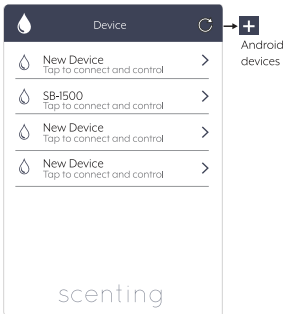 Device
Android
devices
New Device
Tap to connect and control
SB-1500
Tap to connect and control
New Device
Tap to connect and control
New Device
Tap to connect and control
scenting